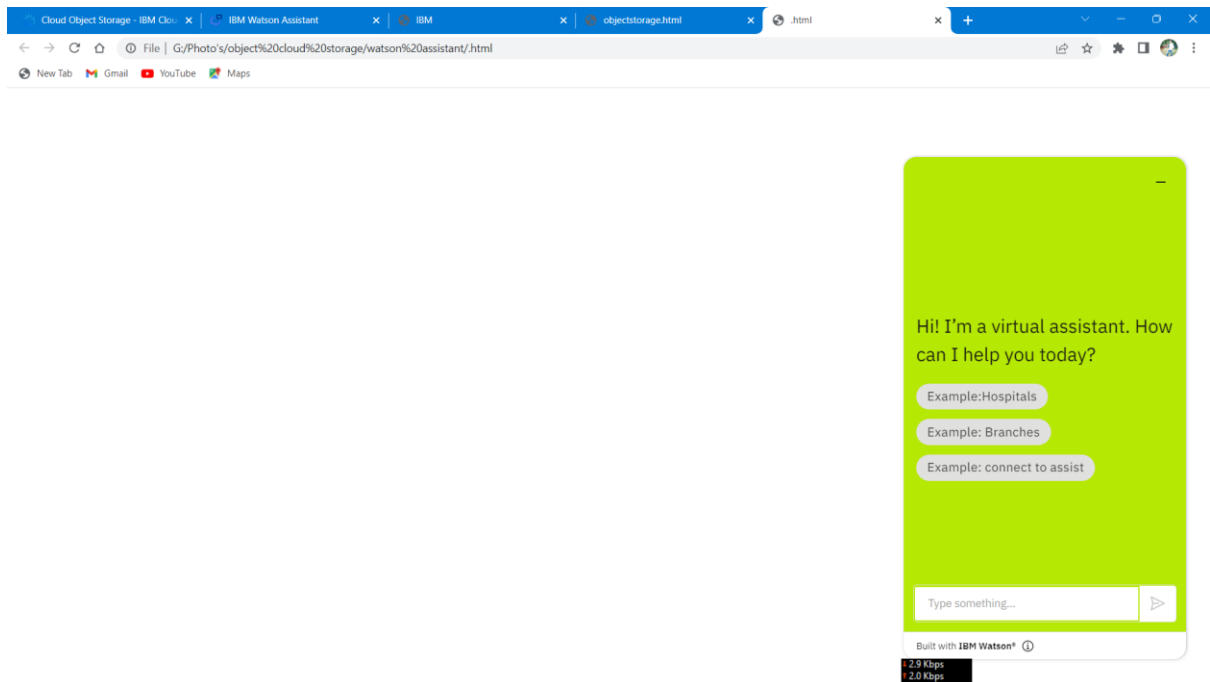 Cloud Object Storage - IBM Clou
IBM Watson Assistant
IBM
objectstorage.html
.html
File | G:/Photo's/object%20cloud%20storage/watson%20assistant/.html
New Tab Gmail YouTube Maps
Hi! I'm a virtual assistant. How
can I help you today?
Example:Hospitals
Example: Branches
Example: connect to assist
Type something...
Built with IBM Watson®
2.9 Kbps
2.0 Kbps